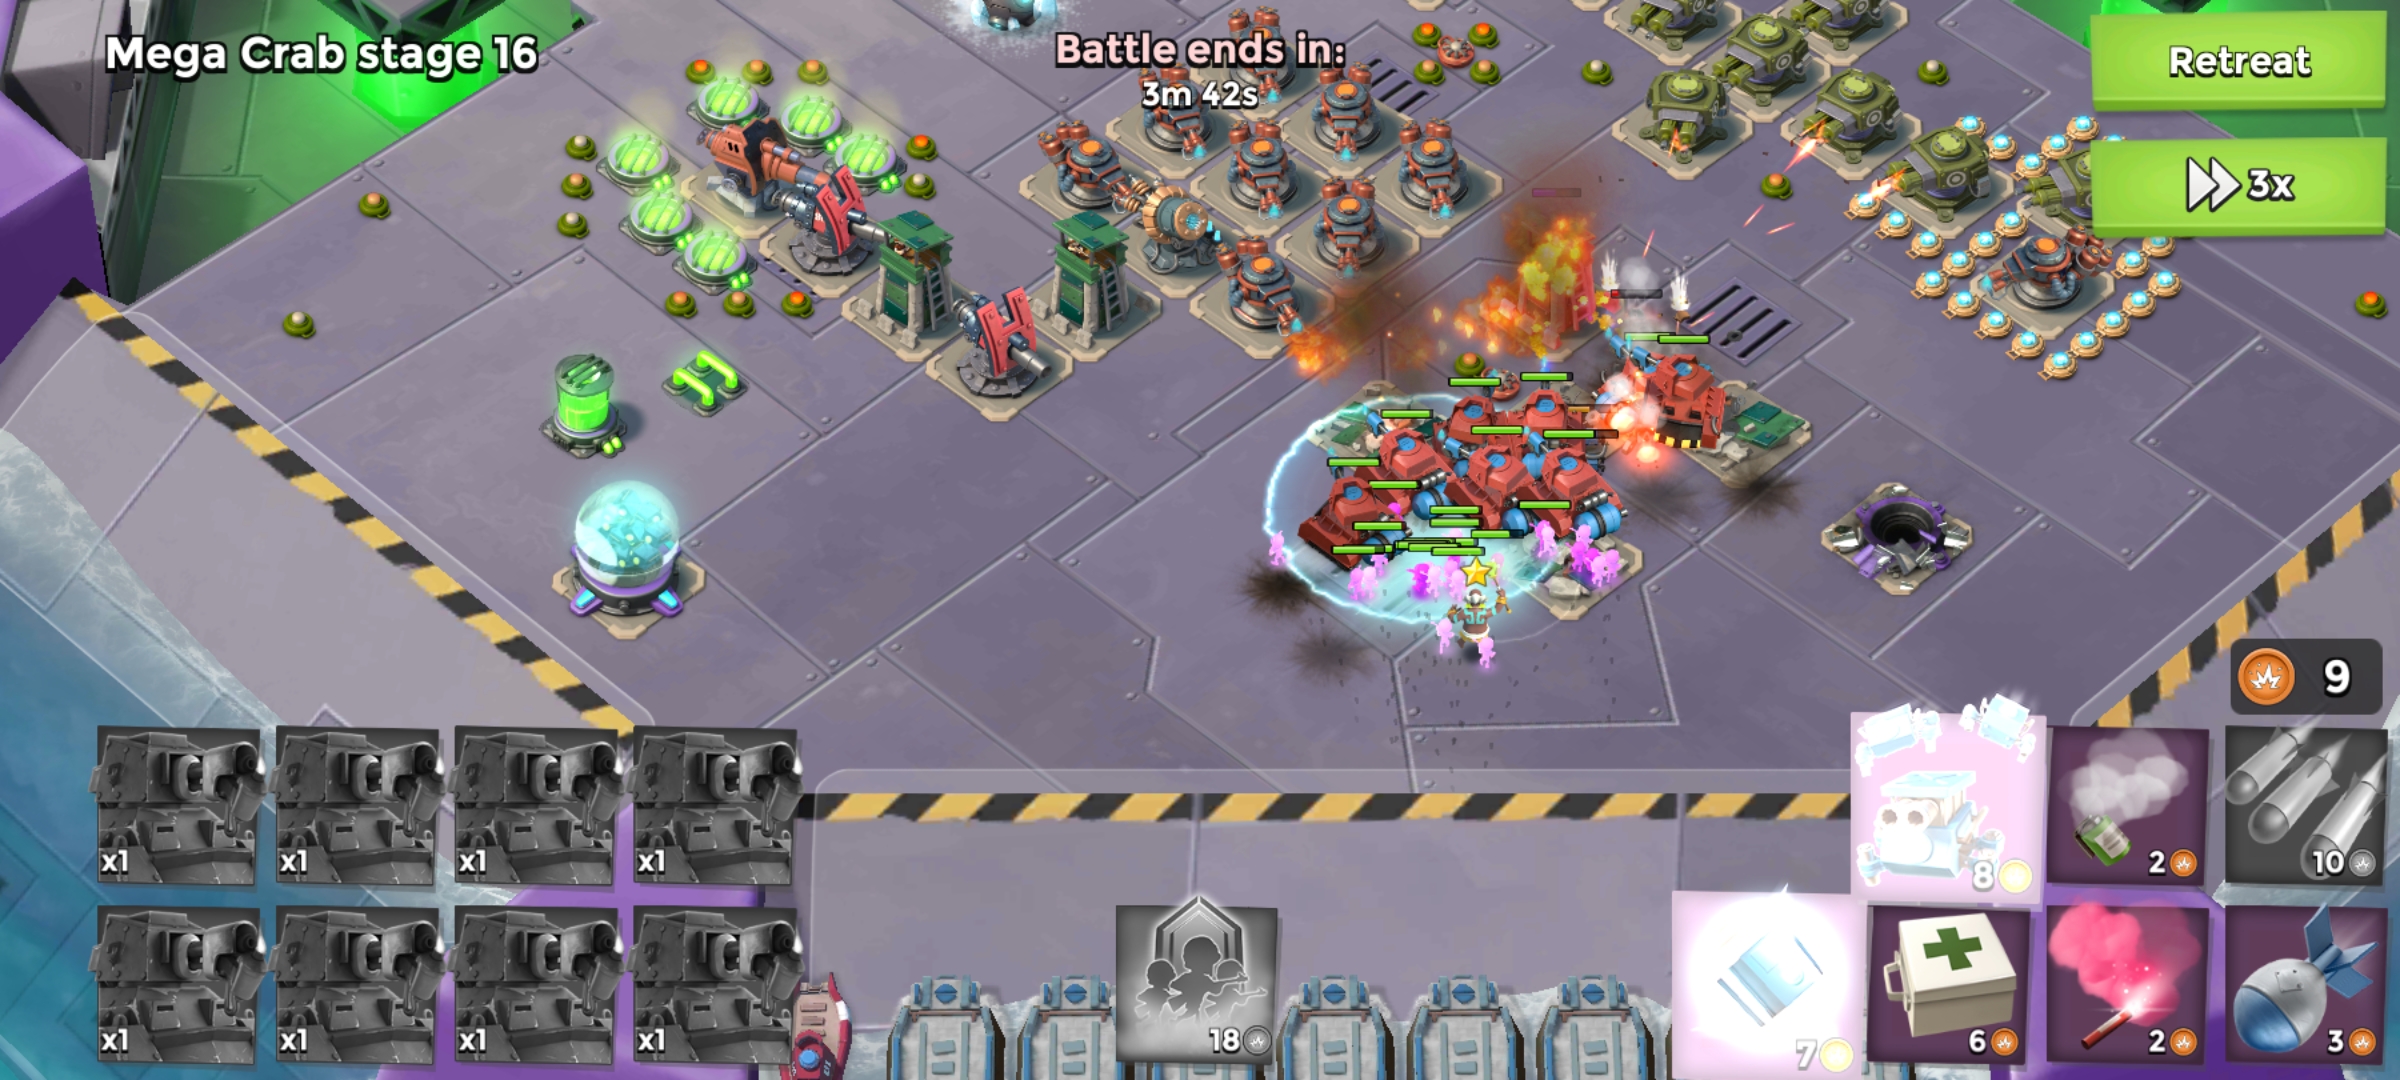 Mega Crab stage 16
Battle ends in:
3m 42s
Retreat
3x
9
x1
x1
x1
x1
8
2
10
x1
x1
x1
x1
18
7
6
2
3